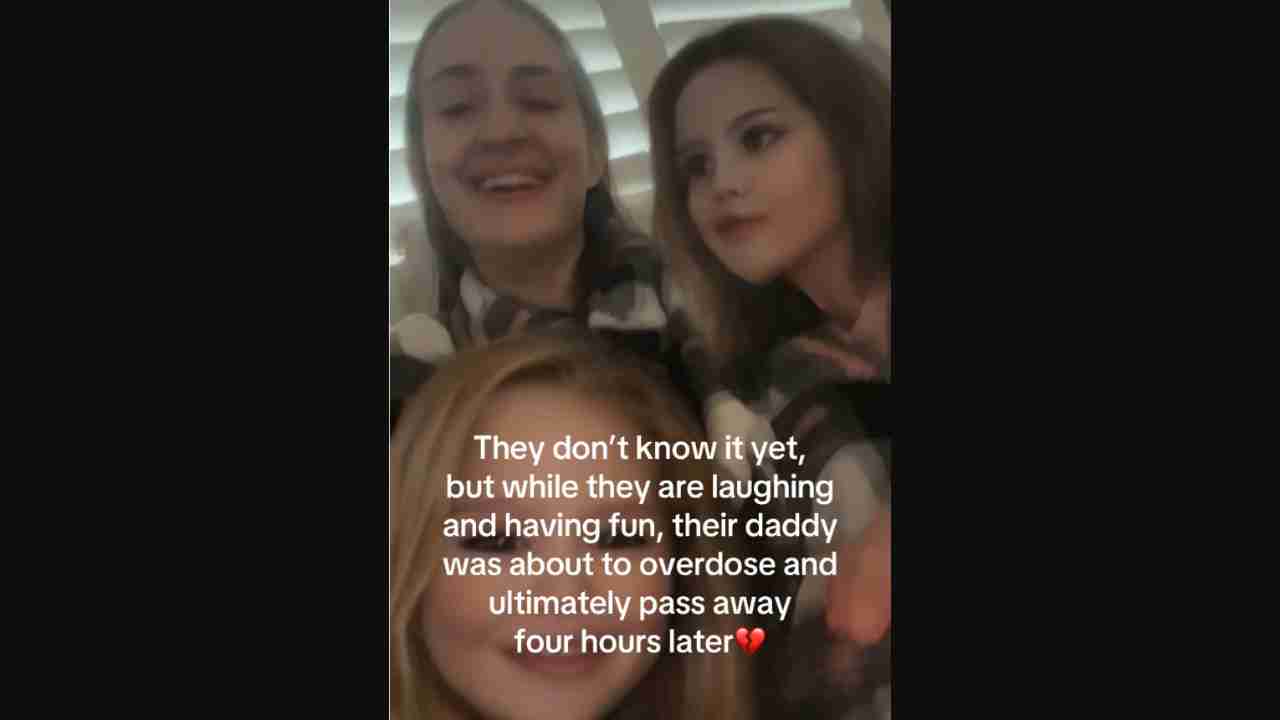 They don’t know it yet,
but while they are laughing
and having fun, their daddy
was about to overdose and
ultimately pass away
four hours later💔